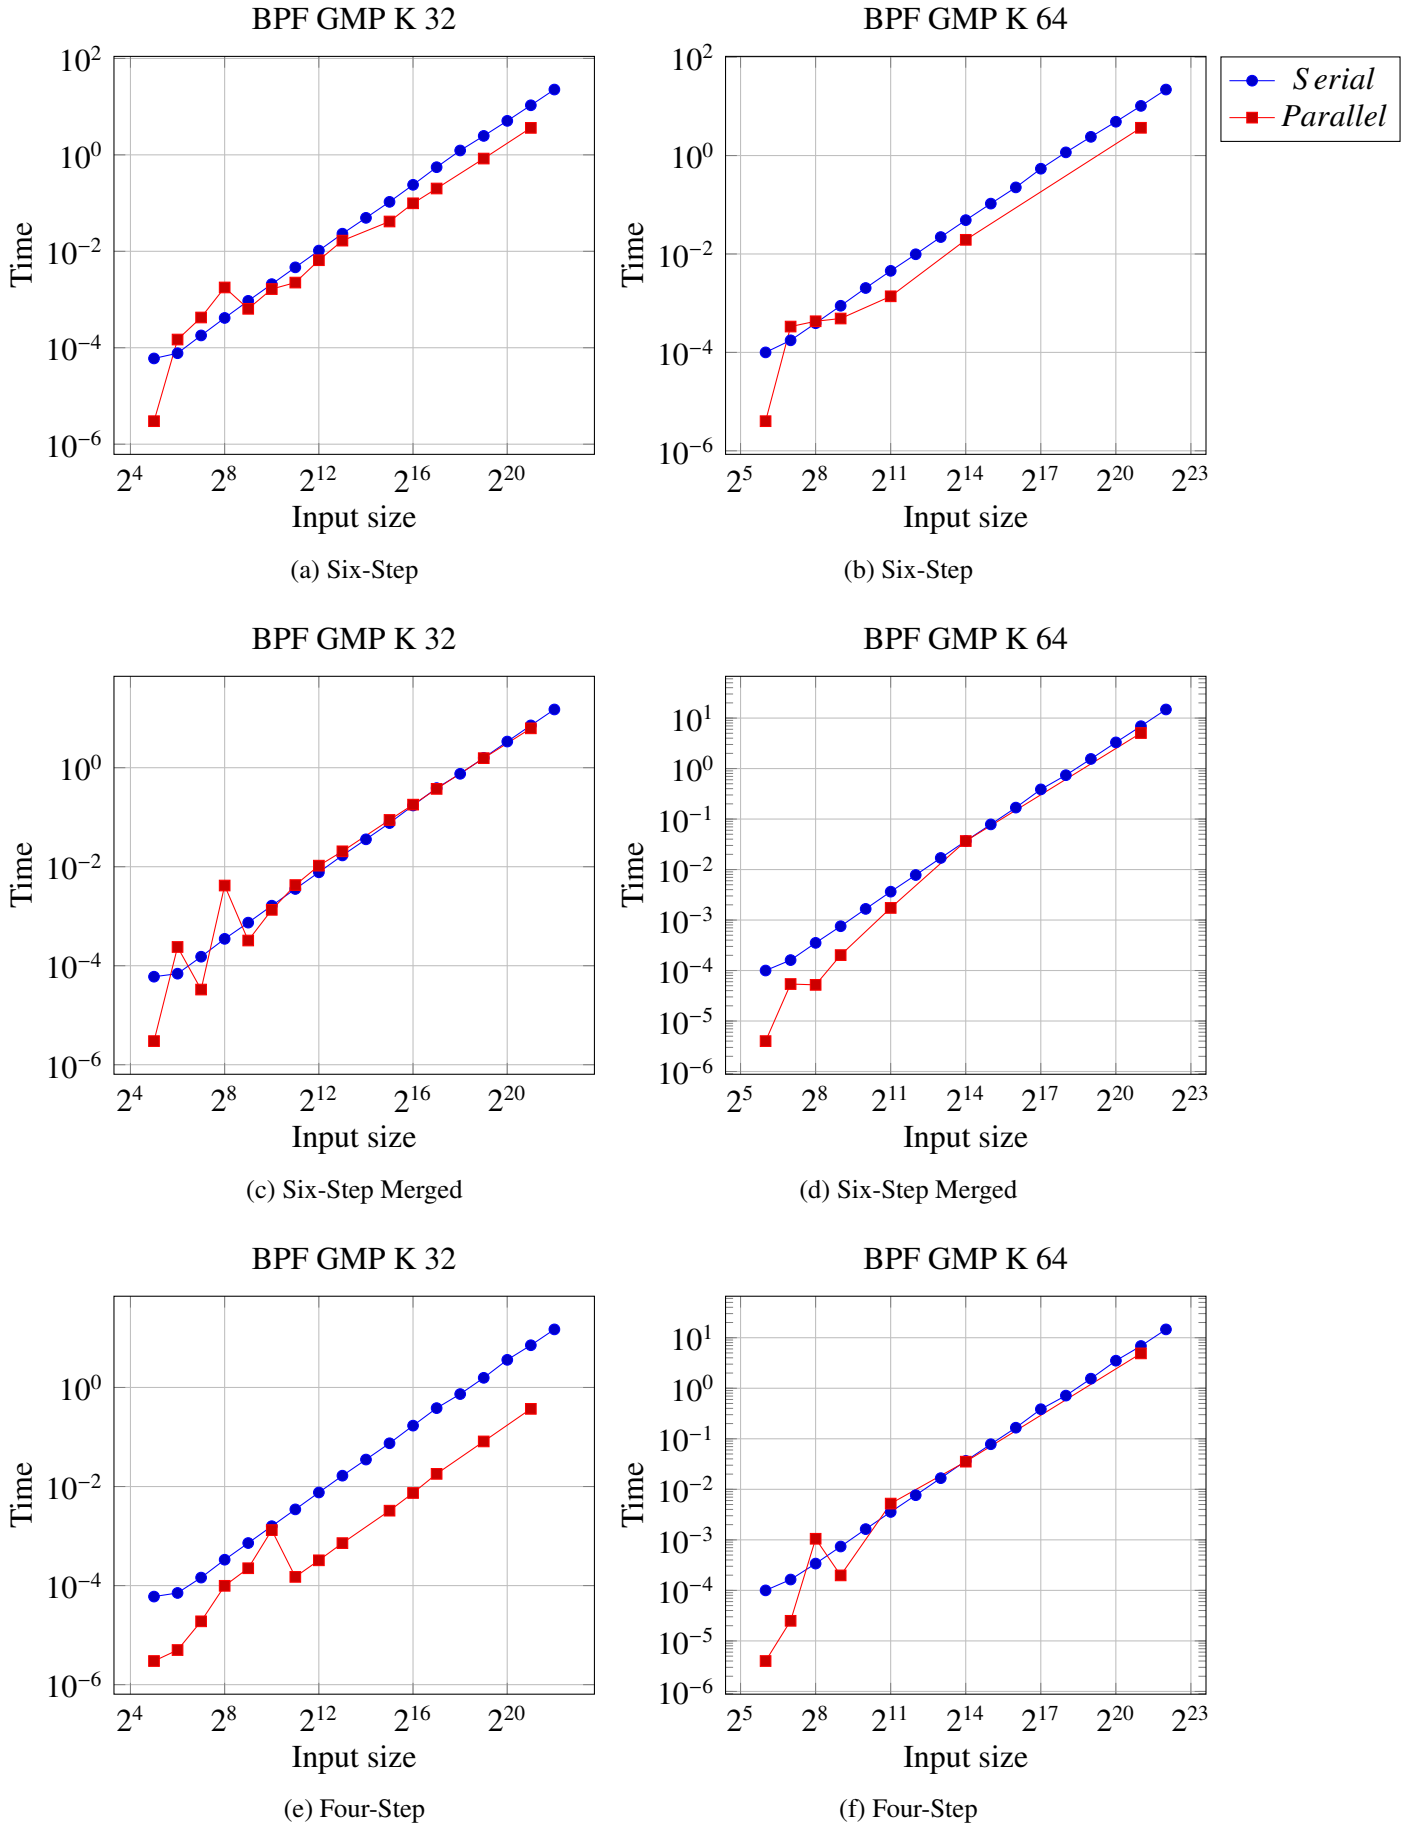 BPF GMP K 32
BPF GMP K 64
Serial
Parallel
10^2
10^0
10^−2
10^−4
10^−6
Time
2^4 2^8 2^12 2^16 2^20
Input size
(a) Six-Step
10^2
10^0
10^−2
10^−4
10^−6
Time
2^5 2^8 2^11 2^14 2^17 2^20 2^23
Input size
(b) Six-Step
BPF GMP K 32
10^0
10^−2
10^−4
10^−6
Time
2^4 2^8 2^12 2^16 2^20
Input size
(c) Six-Step Merged
BPF GMP K 64
10^1
10^0
10^−1
10^−2
10^−3
10^−4
10^−5
10^−6
Time
2^5 2^8 2^11 2^14 2^17 2^20 2^23
Input size
(d) Six-Step Merged
BPF GMP K 32
10^0
10^−2
10^−4
10^−6
Time
2^4 2^8 2^12 2^16 2^20
Input size
(e) Four-Step
BPF GMP K 64
10^1
10^0
10^−1
10^−2
10^−3
10^−4
10^−5
10^−6
Time
2^5 2^8 2^11 2^14 2^17 2^20 2^23
Input size
(f) Four-Step